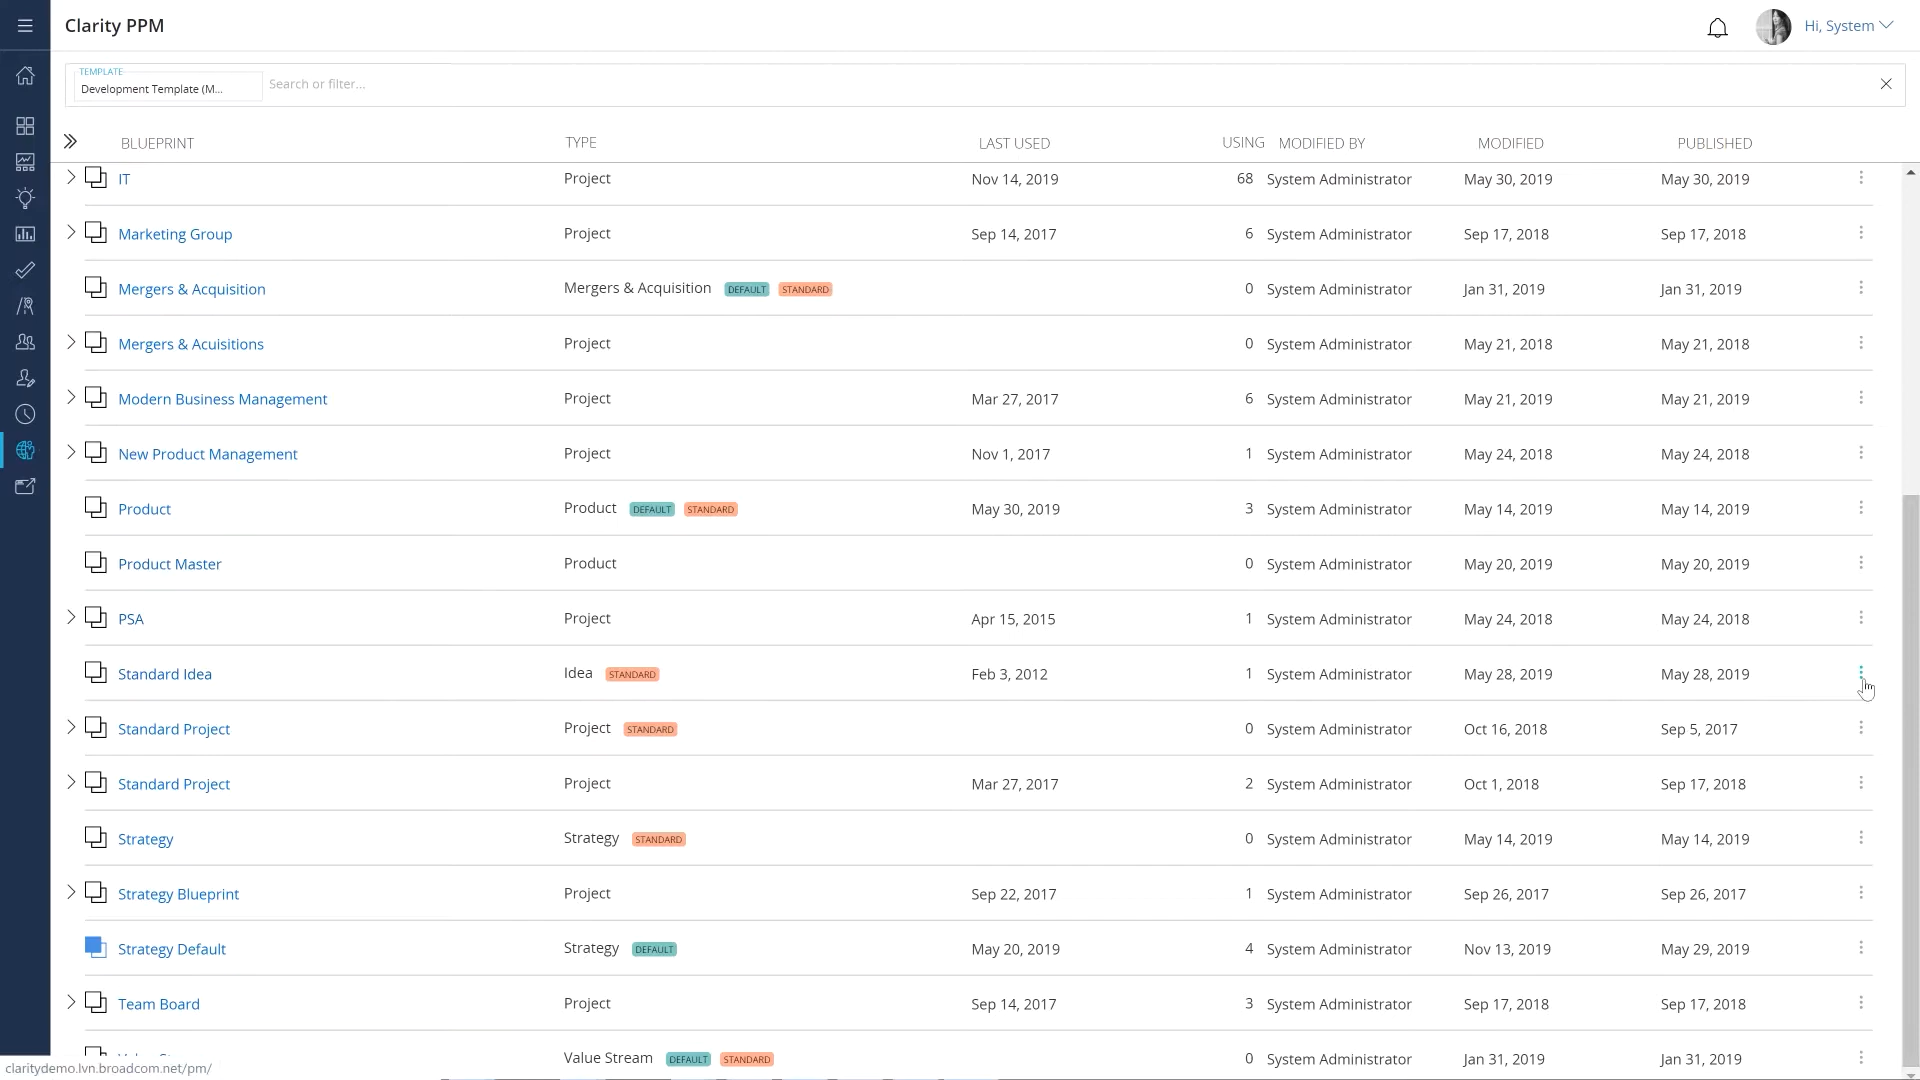 Clarity PPM
Hi, System
TEMPLATE
Development Template (M...
Search or filter...
BLUEPRINT TYPE LAST USED USING MODIFIED BY MODIFIED PUBLISHED
IT Project Nov 14, 2019 68 System Administrator May 30, 2019 May 30, 2019
Marketing Group Project Sep 14, 2017 6 System Administrator Sep 17, 2018 Sep 17, 2018
Mergers & Acquisition Mergers & Acquisition DEFAULT STANDARD 0 System Administrator Jan 31, 2019 Jan 31, 2019
Mergers & Acuisitions Project 0 System Administrator May 21, 2018 May 21, 2018
Modern Business Management Project Mar 27, 2017 6 System Administrator May 21, 2019 May 21, 2019
New Product Management Project Nov 1, 2017 1 System Administrator May 24, 2018 May 24, 2018
Product Product DEFAULT STANDARD May 30, 2019 3 System Administrator May 14, 2019 May 14, 2019
Product Master Product 0 System Administrator May 20, 2019 May 20, 2019
PSA Project Apr 15, 2015 1 System Administrator May 24, 2018 May 24, 2018
Standard Idea Idea STANDARD Feb 3, 2012 1 System Administrator May 28, 2019 May 28, 2019
Standard Project Project STANDARD 0 System Administrator Oct 16, 2018 Sep 5, 2017
Standard Project Project Mar 27, 2017 2 System Administrator Oct 1, 2018 Sep 17, 2018
Strategy Strategy STANDARD 0 System Administrator May 14, 2019 May 14, 2019
Strategy Blueprint Project Sep 22, 2017 1 System Administrator Sep 26, 2017 Sep 26, 2017
Strategy Default Strategy DEFAULT May 20, 2019 4 System Administrator Nov 13, 2019 May 29, 2019
Team Board Project Sep 14, 2017 3 System Administrator Sep 17, 2018 Sep 17, 2018
Value Stream DEFAULT STANDARD 0 System Administrator Jan 31, 2019 Jan 31, 2019
claritydemo.lvn.broadcom.net/pm/